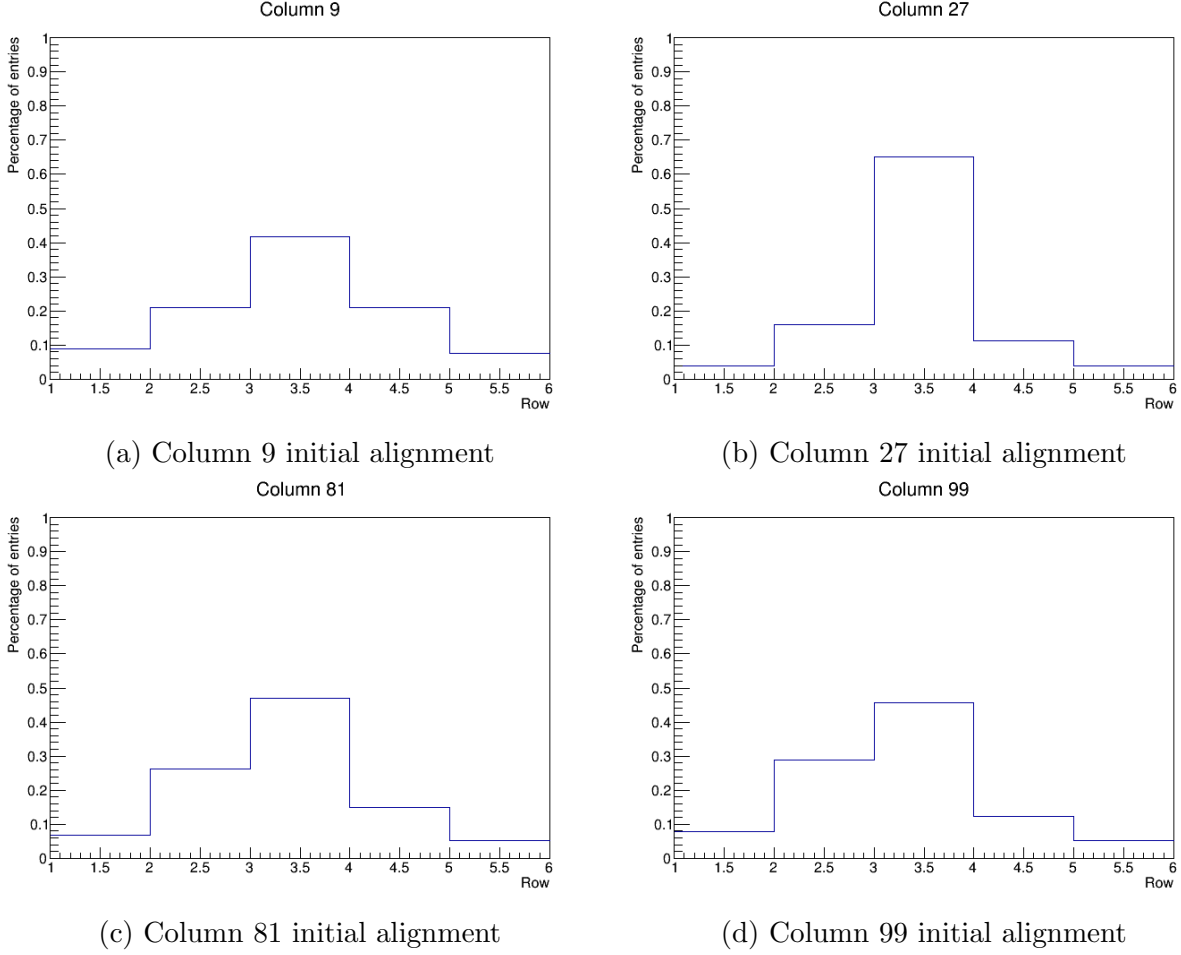 Column 9
Percentage of entries
1
0.9
0.8
0.7
0.6
0.5
0.4
0.3
0.2
0.1
0
1 1.5 2 2.5 3 3.5 4 4.5 5 5.5 6
Row
(a) Column 9 initial alignment
Column 27
Percentage of entries
1
0.9
0.8
0.7
0.6
0.5
0.4
0.3
0.2
0.1
0
1 1.5 2 2.5 3 3.5 4 4.5 5 5.5 6
Row
(b) Column 27 initial alignment
Column 81
Percentage of entries
1
0.9
0.8
0.7
0.6
0.5
0.4
0.3
0.2
0.1
0
1 1.5 2 2.5 3 3.5 4 4.5 5 5.5 6
Row
(c) Column 81 initial alignment
Column 99
Percentage of entries
1
0.9
0.8
0.7
0.6
0.5
0.4
0.3
0.2
0.1
0
1 1.5 2 2.5 3 3.5 4 4.5 5 5.5 6
Row
(d) Column 99 initial alignment